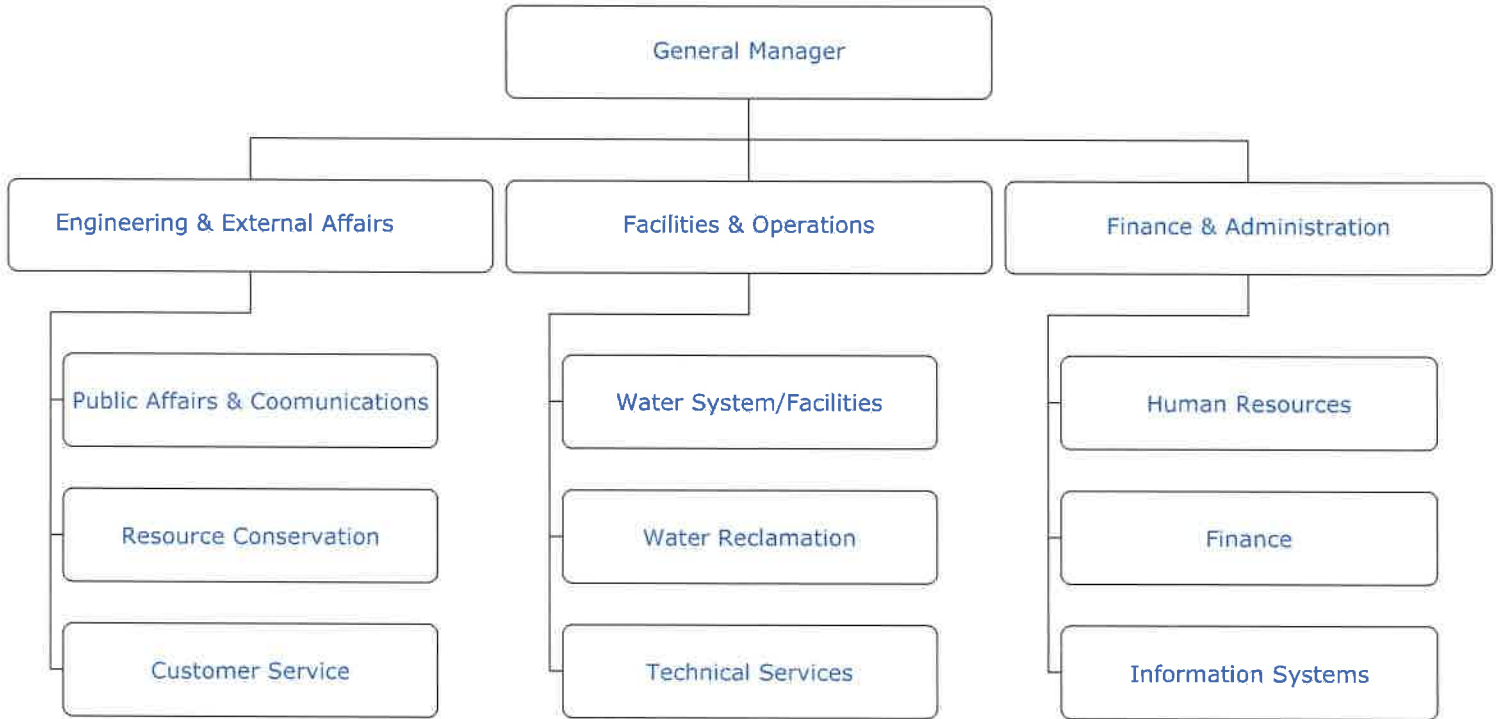 General Manager
Engineering & External Affairs
Facilities & Operations
Finance & Administration
Public Affairs & Coomunications
Water System/Facilities
Human Resources
Resource Conservation
Water Reclamation
Finance
Customer Service
Technical Services
Information Systems